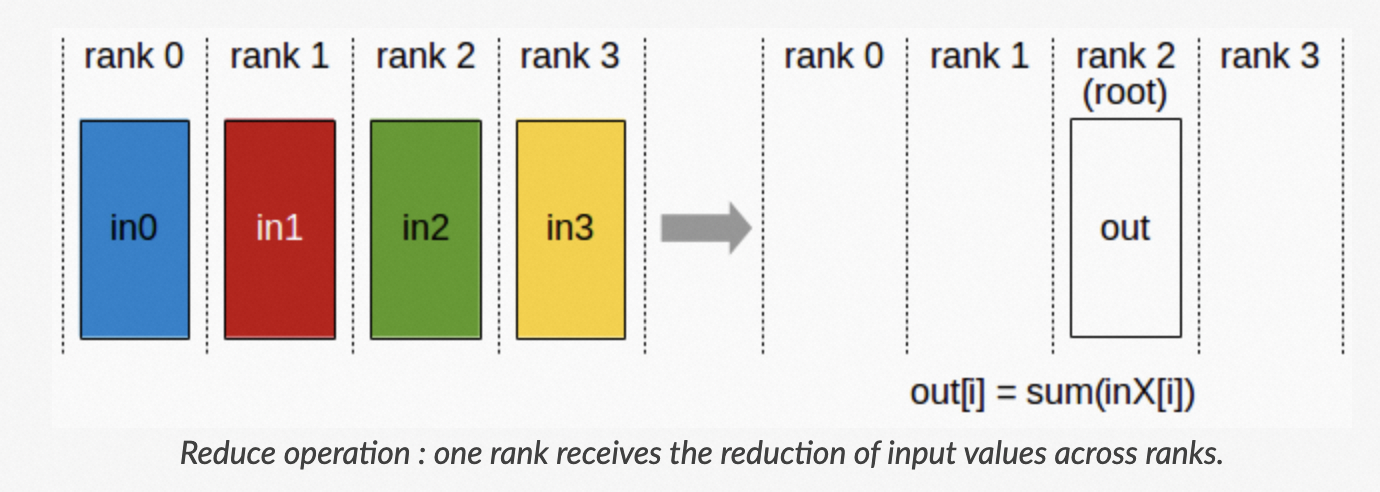 rank 0 rank 1 rank 2 rank 3 rank 0 rank 1 rank 2 rank 3
(root)
in0 in1 in2 in3 out
out[i] = sum(inX[i])
Reduce operation : one rank receives the reduction of input values across ranks.